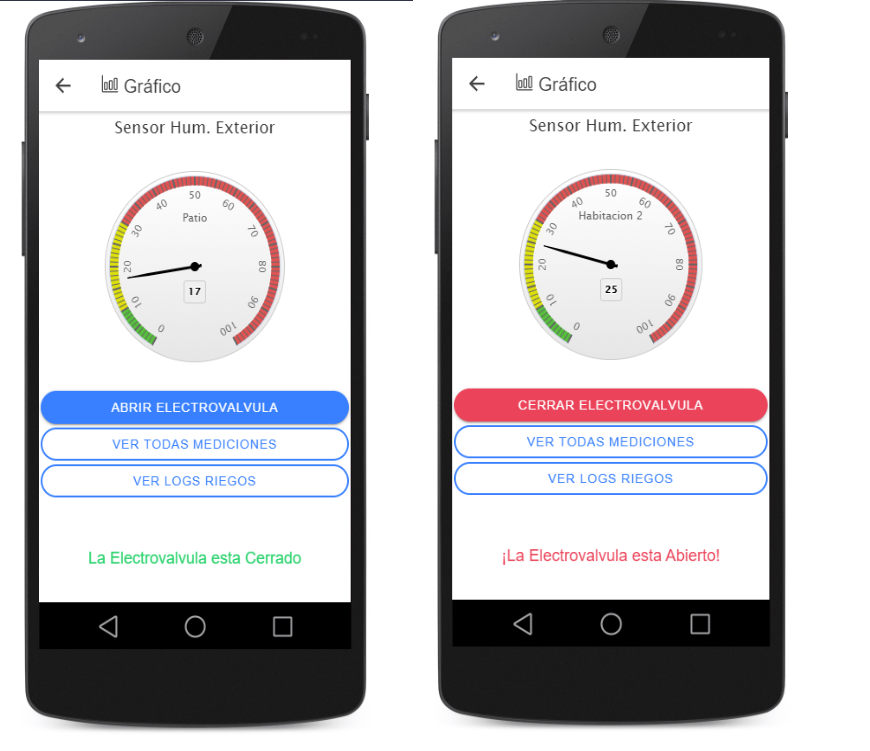 Gráfico
Sensor Hum. Exterior
0
10
20
30
40
50
60
70
80
90
100
Patio
17
ABRIR ELECTROVALVULA
VER TODAS MEDICIONES
VER LOGS RIEGOS
La Electrovalvula esta Cerrado
Gráfico
Sensor Hum. Exterior
0
10
20
30
40
50
60
70
80
90
100
Habitacion 2
25
CERRAR ELECTROVALVULA
VER TODAS MEDICIONES
VER LOGS RIEGOS
¡La Electrovalvula esta Abierto!